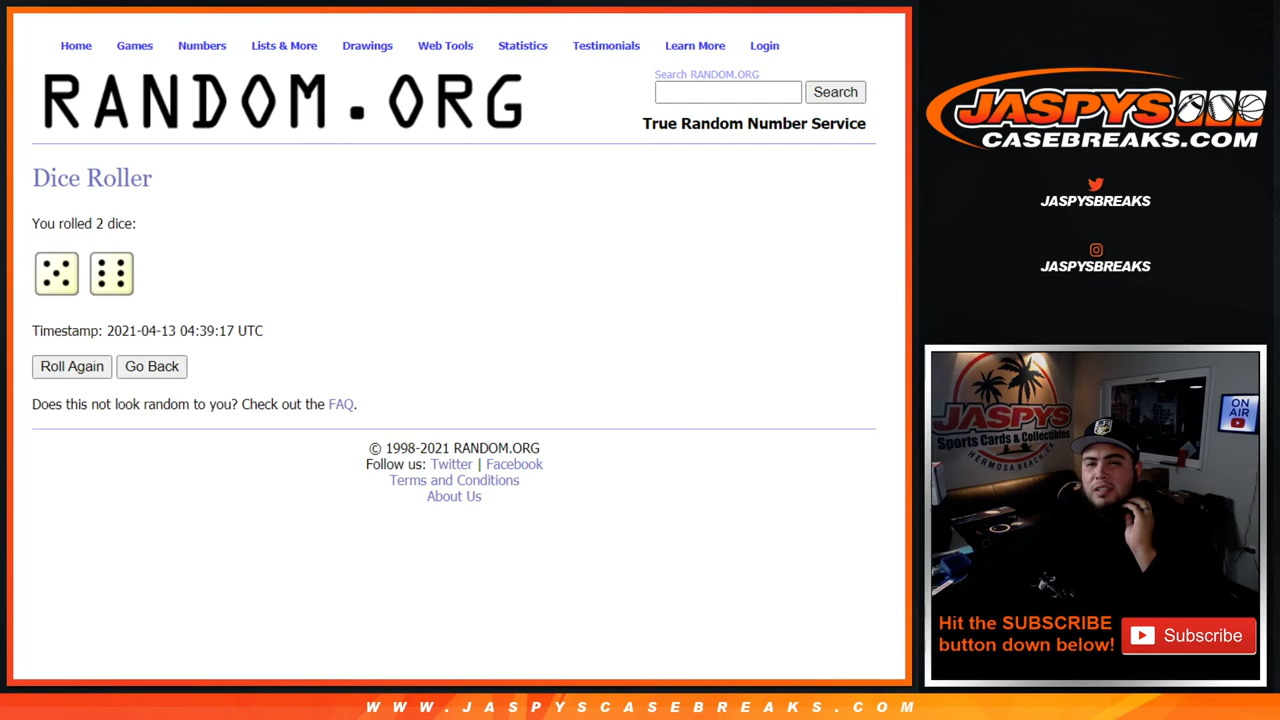 Home Games Numbers Lists & More Drawings Web Tools Statistics Testimonials Learn More Login
RANDOM.ORG
Search RANDOM.ORG
Search
True Random Number Service
Dice Roller
You rolled 2 dice:
Timestamp: 2021-04-13 04:39:17 UTC
Roll Again Go Back
Does this not look random to you? Check out the FAQ.
© 1998-2021 RANDOM.ORG
Follow us: Twitter | Facebook
Terms and Conditions
About Us
JASPYS
CASEBREAKS.COM
JASPYSBREAKS
JASPYSBREAKS
JASPYS
Sports Cards & Collectibles
HERMOSA BEACH, CA
ON
AIR
Hit the SUBSCRIBE
button down below!
Subscribe
WWW.JASPYSCASEBREAKS.COM